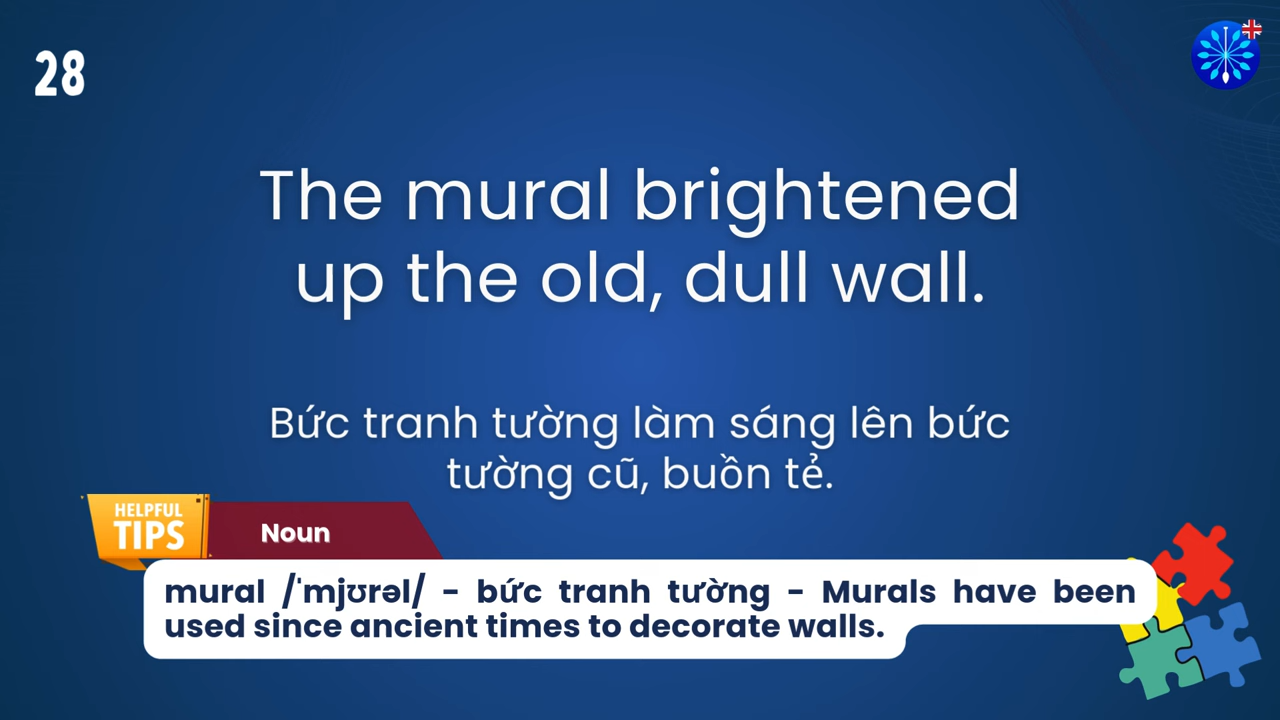 28
The mural brightened
up the old, dull wall.
Bức tranh tường làm sáng lên bức
tường cũ, buồn tẻ.
HELPFUL
TIPS
Noun
mural /ˈmjʊrəl/ - bức tranh tường - Murals have been
used since ancient times to decorate walls.